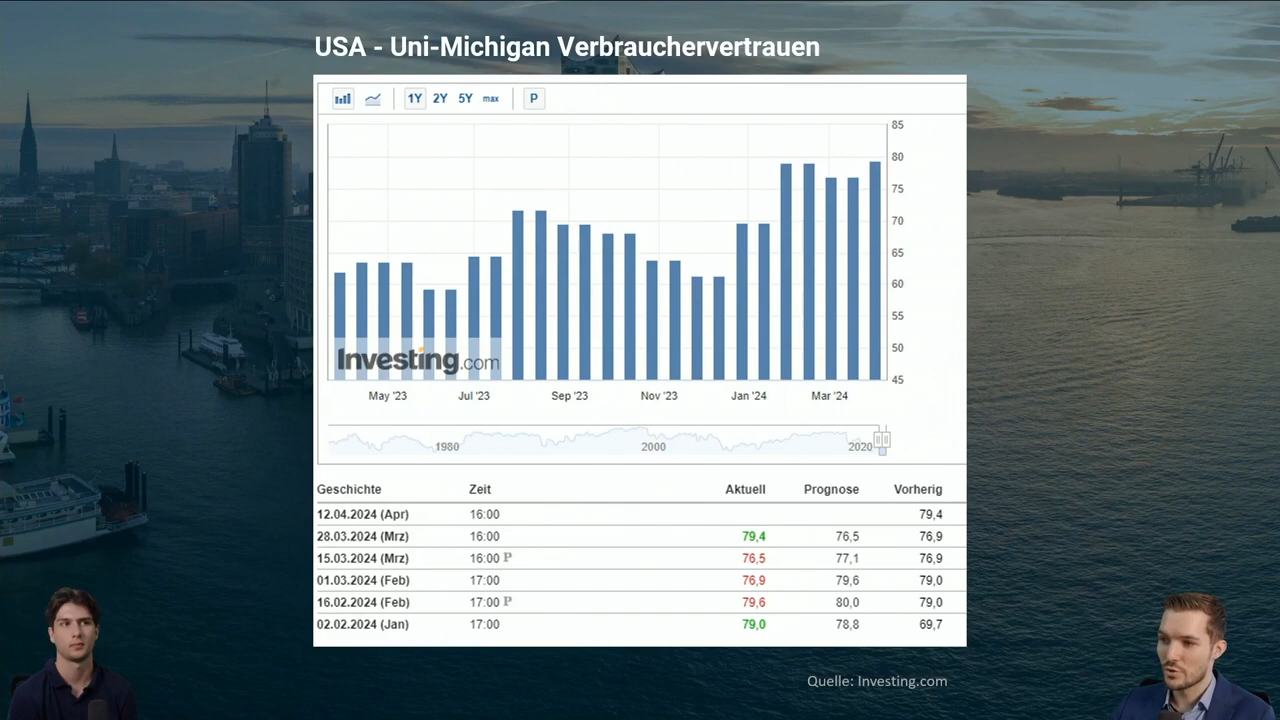 USA - Uni-Michigan Verbrauchervertrauen
1Y 2Y 5Y max P
85
80
75
70
65
60
55
50
45
Investing.com
May '23 Jul '23 Sep '23 Nov '23 Jan '24 Mar '24
1980 2000 2020
Geschichte Zeit Aktuell Prognose Vorherig
12.04.2024 (Apr) 16:00 79,4
28.03.2024 (Mrz) 16:00 79,4 76,5 76,9
15.03.2024 (Mrz) 16:00 P 76,5 77,1 76,9
01.03.2024 (Feb) 17:00 76,9 79,6 79,0
16.02.2024 (Feb) 17:00 P 79,6 80,0 79,0
02.02.2024 (Jan) 17:00 79,0 78,8 69,7
Quelle: Investing.com